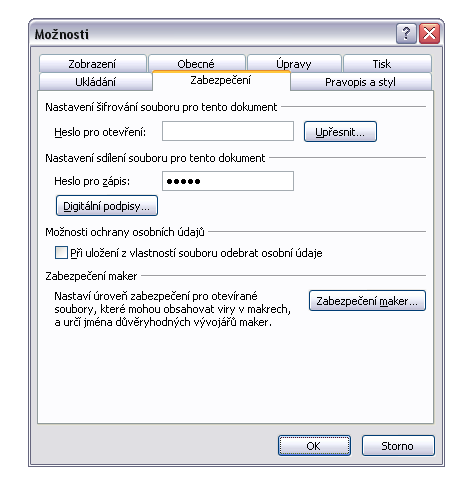 Možnosti
Zobrazení Obecné Úpravy Tisk
Ukládání Zabezpečení Pravopis a styl
Nastavení šifrování souboru pro tento dokument
Heslo pro otevření: Upřesnit...
Nastavení sdílení souboru pro tento dokument
Heslo pro zápis: •••••
Digitální podpisy...
Možnosti ochrany osobních údajů
Při uložení z vlastností souboru odebrat osobní údaje
Zabezpečení maker
Nastaví úroveň zabezpečení pro otevírané
soubory, které mohou obsahovat viry v makrech,
a určí jména důvěryhodných vývojářů maker.
Zabezpečení maker...
OK Storno